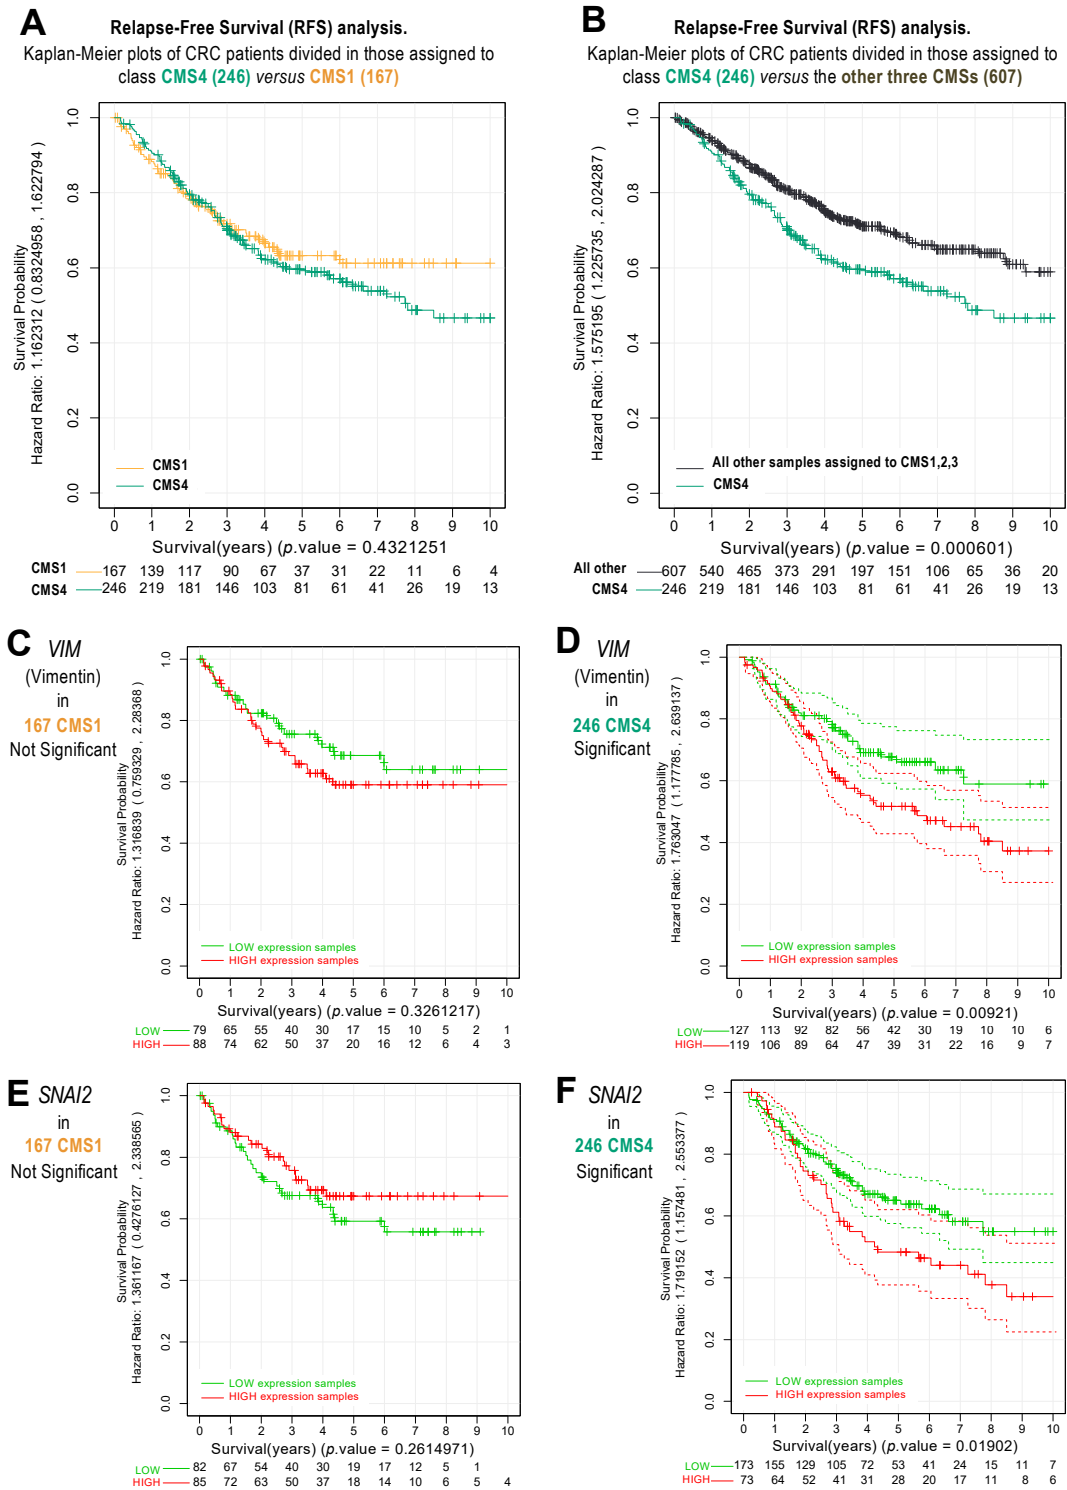 A
Relapse-Free Survival (RFS) analysis.
Kaplan-Meier plots of CRC patients divided in those assigned to
class CMS4 (246) versus CMS1 (167)
Survival Probability
Hazard Ratio: 1.162312 ( 0.8324958 , 1.622794 )
1.0
0.8
0.6
0.4
0.2
0.0
CMS1
CMS4
0 1 2 3 4 5 6 7 8 9 10
Survival(years) (p.value = 0.4321251
CMS1 167 139 117 90 67 37 31 22 11 6 4
CMS4 246 219 181 146 103 81 61 41 26 19 13
B
Relapse-Free Survival (RFS) analysis.
Kaplan-Meier plots of CRC patients divided in those assigned to
class CMS4 (246) versus the other three CMSs (607)
Survival Probability
Hazard Ratio: 1.575195 ( 1.225735 , 2.024287 )
1.0
0.8
0.6
0.4
0.2
0.0
All other samples assigned to CMS1,2,3
CMS4
0 1 2 3 4 5 6 7 8 9 10
Survival(years) (p.value = 0.000601)
All other 607 540 465 373 291 197 151 106 65 36 20
CMS4 246 219 181 146 103 81 61 41 26 19 13
C
VIM
(Vimentin)
in
167 CMS1
Not Significant
Survival Probability
Hazard Ratio: 1.316839 ( 0.759329 , 2.28368 )
1.0
0.8
0.6
0.4
0.2
0.0
LOW expression samples
HIGH expression samples
0 1 2 3 4 5 6 7 8 9 10
Survival(years) (p.value = 0.3261217)
LOW 79 65 55 40 30 17 15 10 5 2 1
HIGH 88 74 62 50 37 20 16 12 6 4 3
D
VIM
(Vimentin)
in
246 CMS4
Significant
Survival Probability
Hazard Ratio: 1.763047 ( 1.177785 , 2.639137 )
1.0
0.8
0.6
0.4
0.2
0.0
LOW expression samples
HIGH expression samples
0 1 2 3 4 5 6 7 8 9 10
Survival(years) (p.value = 0.00921)
LOW 127 113 92 82 56 42 30 19 10 10 6
HIGH 119 106 89 64 47 39 31 22 16 9 7
E
SNAI2
in
167 CMS1
Not Significant
Survival Probability
Hazard Ratio: 1.361167 ( 0.4276127 , 2.338565 )
1.0
0.8
0.6
0.4
0.2
0.0
LOW expression samples
HIGH expression samples
0 1 2 3 4 5 6 7 8 9 10
Survival(years) (p.value = 0.2614971)
LOW 82 67 54 40 30 19 17 12 5 1
HIGH 85 72 63 50 37 18 14 10 6 5 4
F
SNAI2
in
246 CMS4
Significant
Survival Probability
Hazard Ratio: 1.719152 ( 1.157481 , 2.553377 )
1.0
0.8
0.6
0.4
0.2
0.0
LOW expression samples
HIGH expression samples
0 1 2 3 4 5 6 7 8 9 10
Survival(years) (p.value = 0.01902)
LOW 173 155 129 105 72 53 41 24 15 11 7
HIGH 73 64 52 41 31 28 20 17 11 8 6